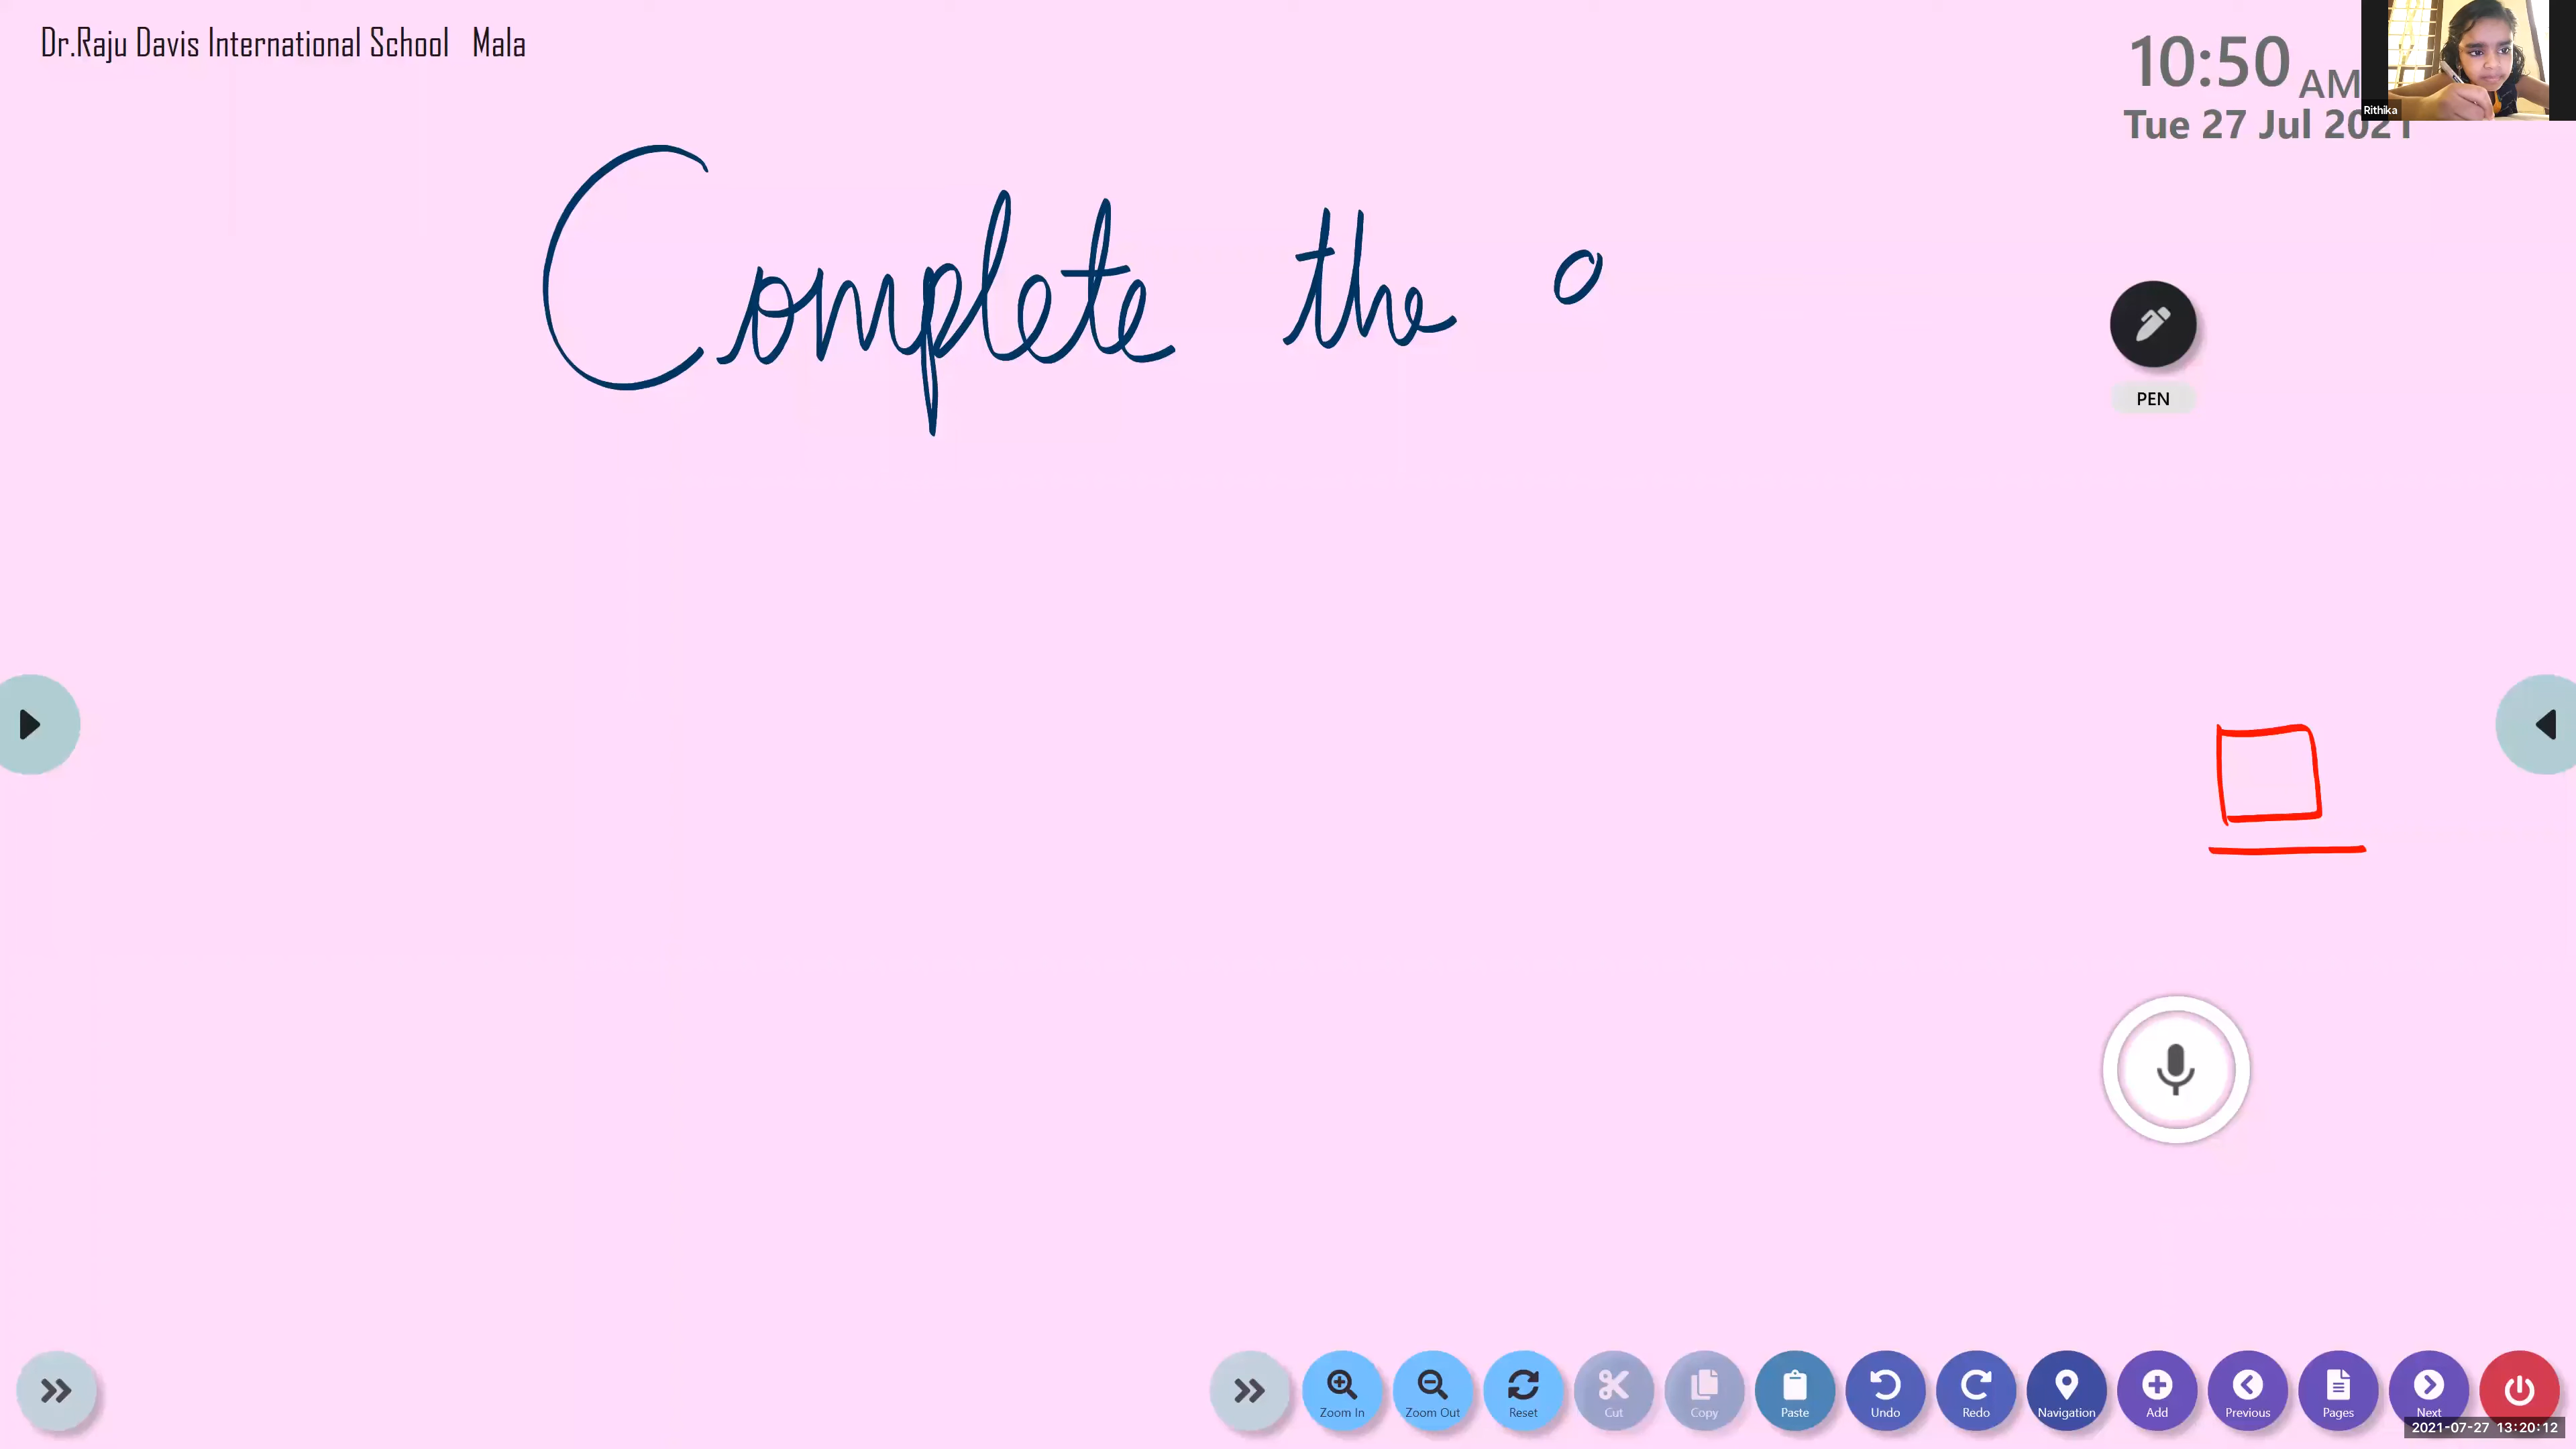 Dr.Raju Davis International School Mala
10:50 AM
Tue 27 Jul 2021
Rithika
Complete the o
PEN
Zoom In Zoom Out Reset Cut Copy Paste Undo Redo Navigation Add Previous Pages Next
2021-07-27 13:20:12